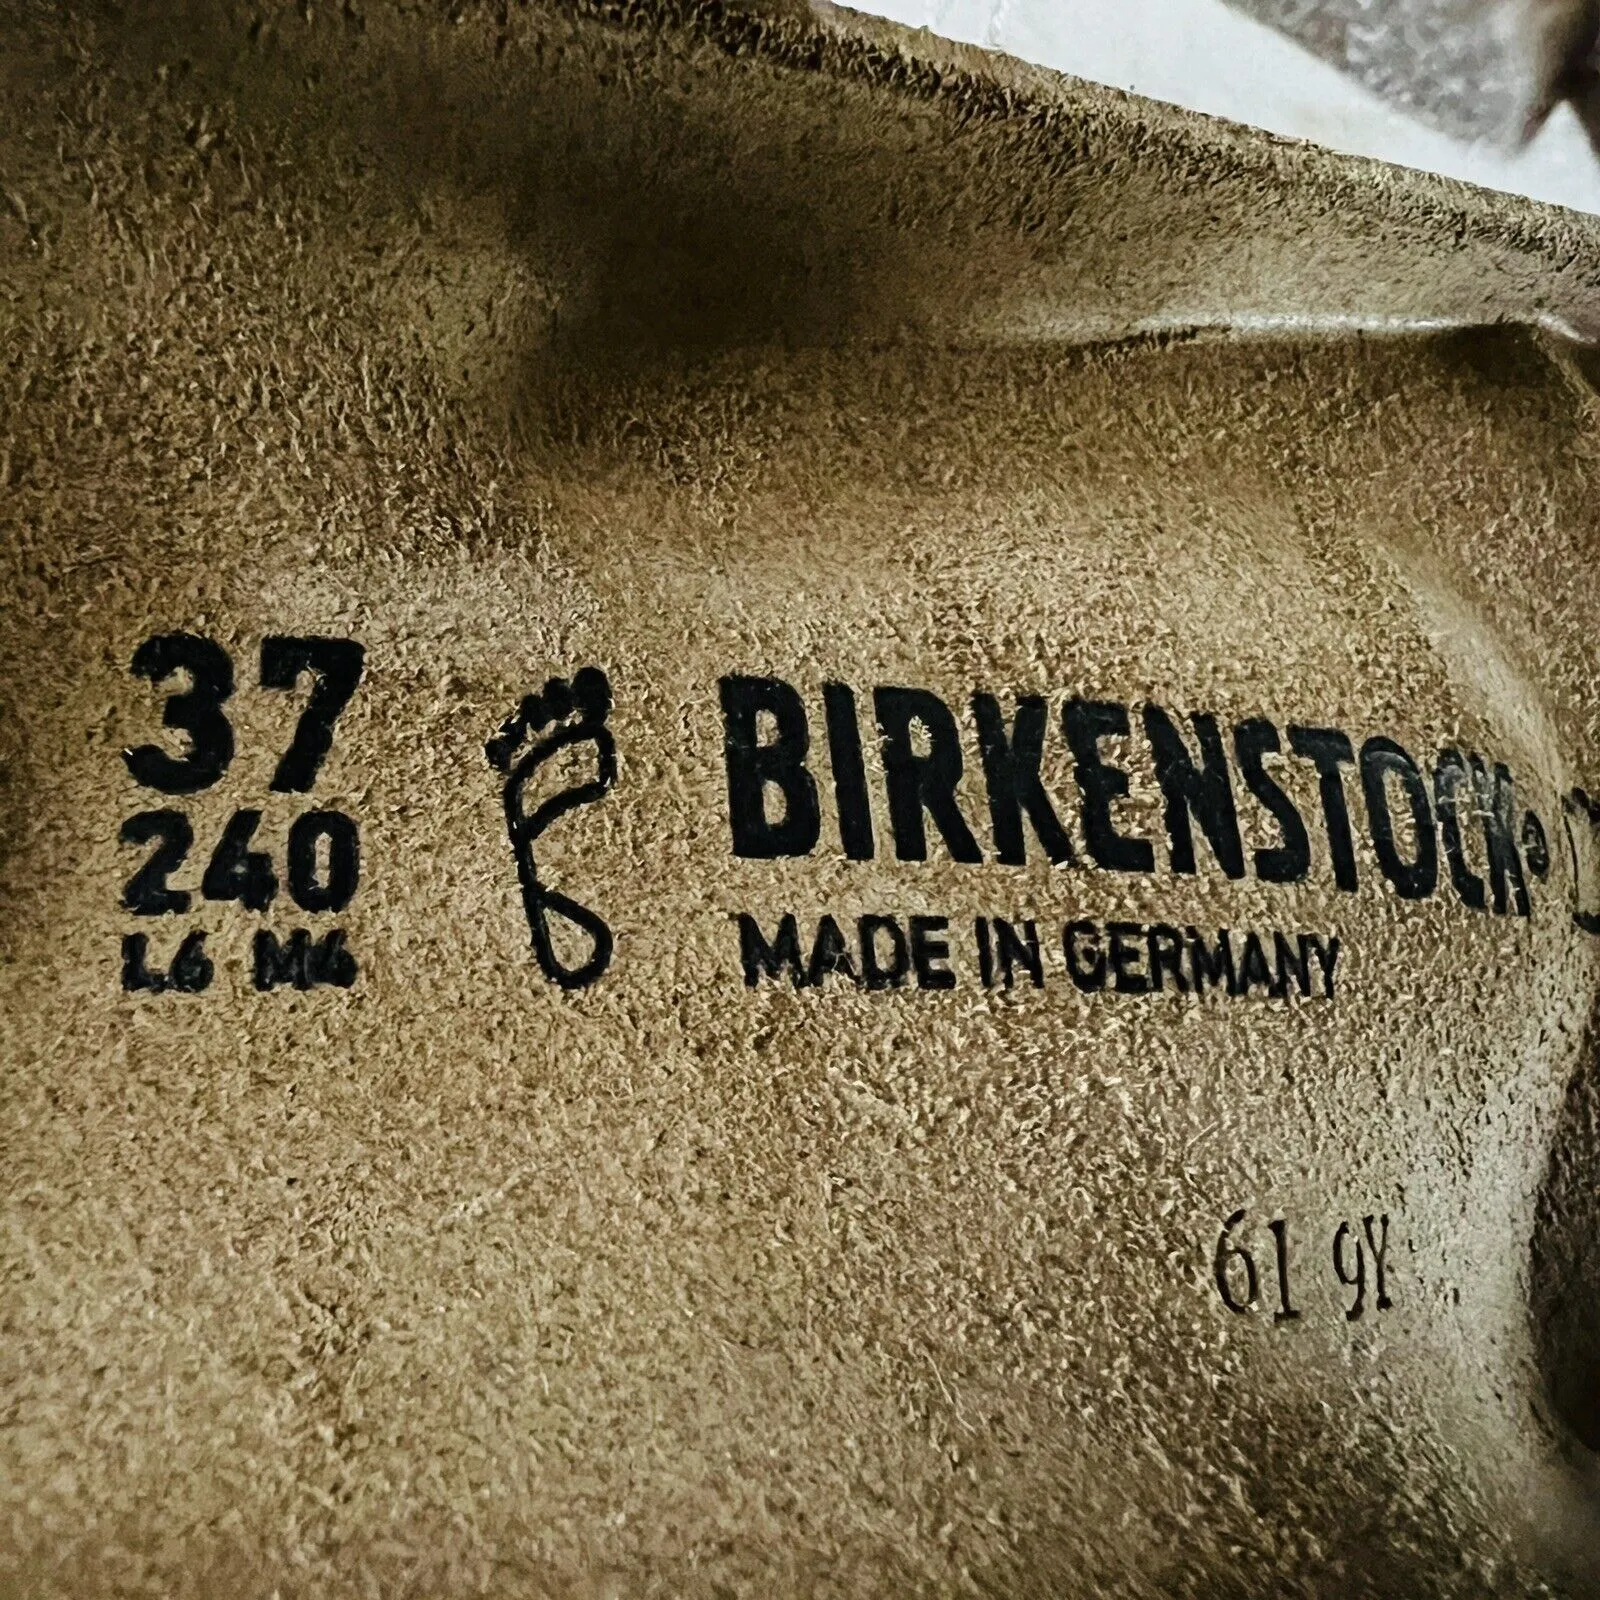 37
240
L6 M4
BIRKENSTOCK®
MADE IN GERMANY
61 9Y